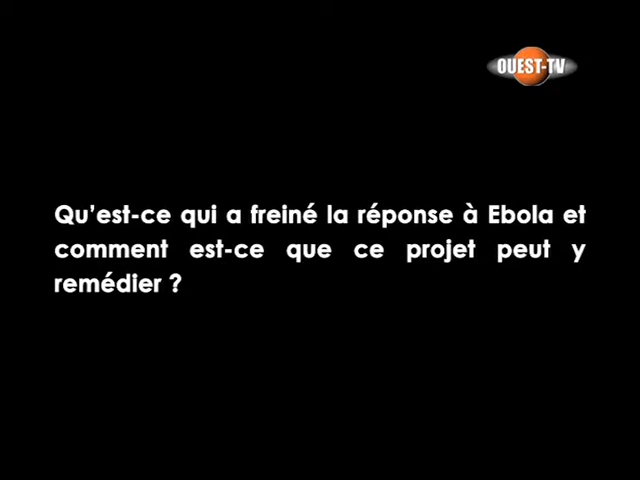 OUEST-TV
Qu’est-ce qui a freiné la réponse à Ebola et
comment est-ce que ce projet peut y
remédier ?